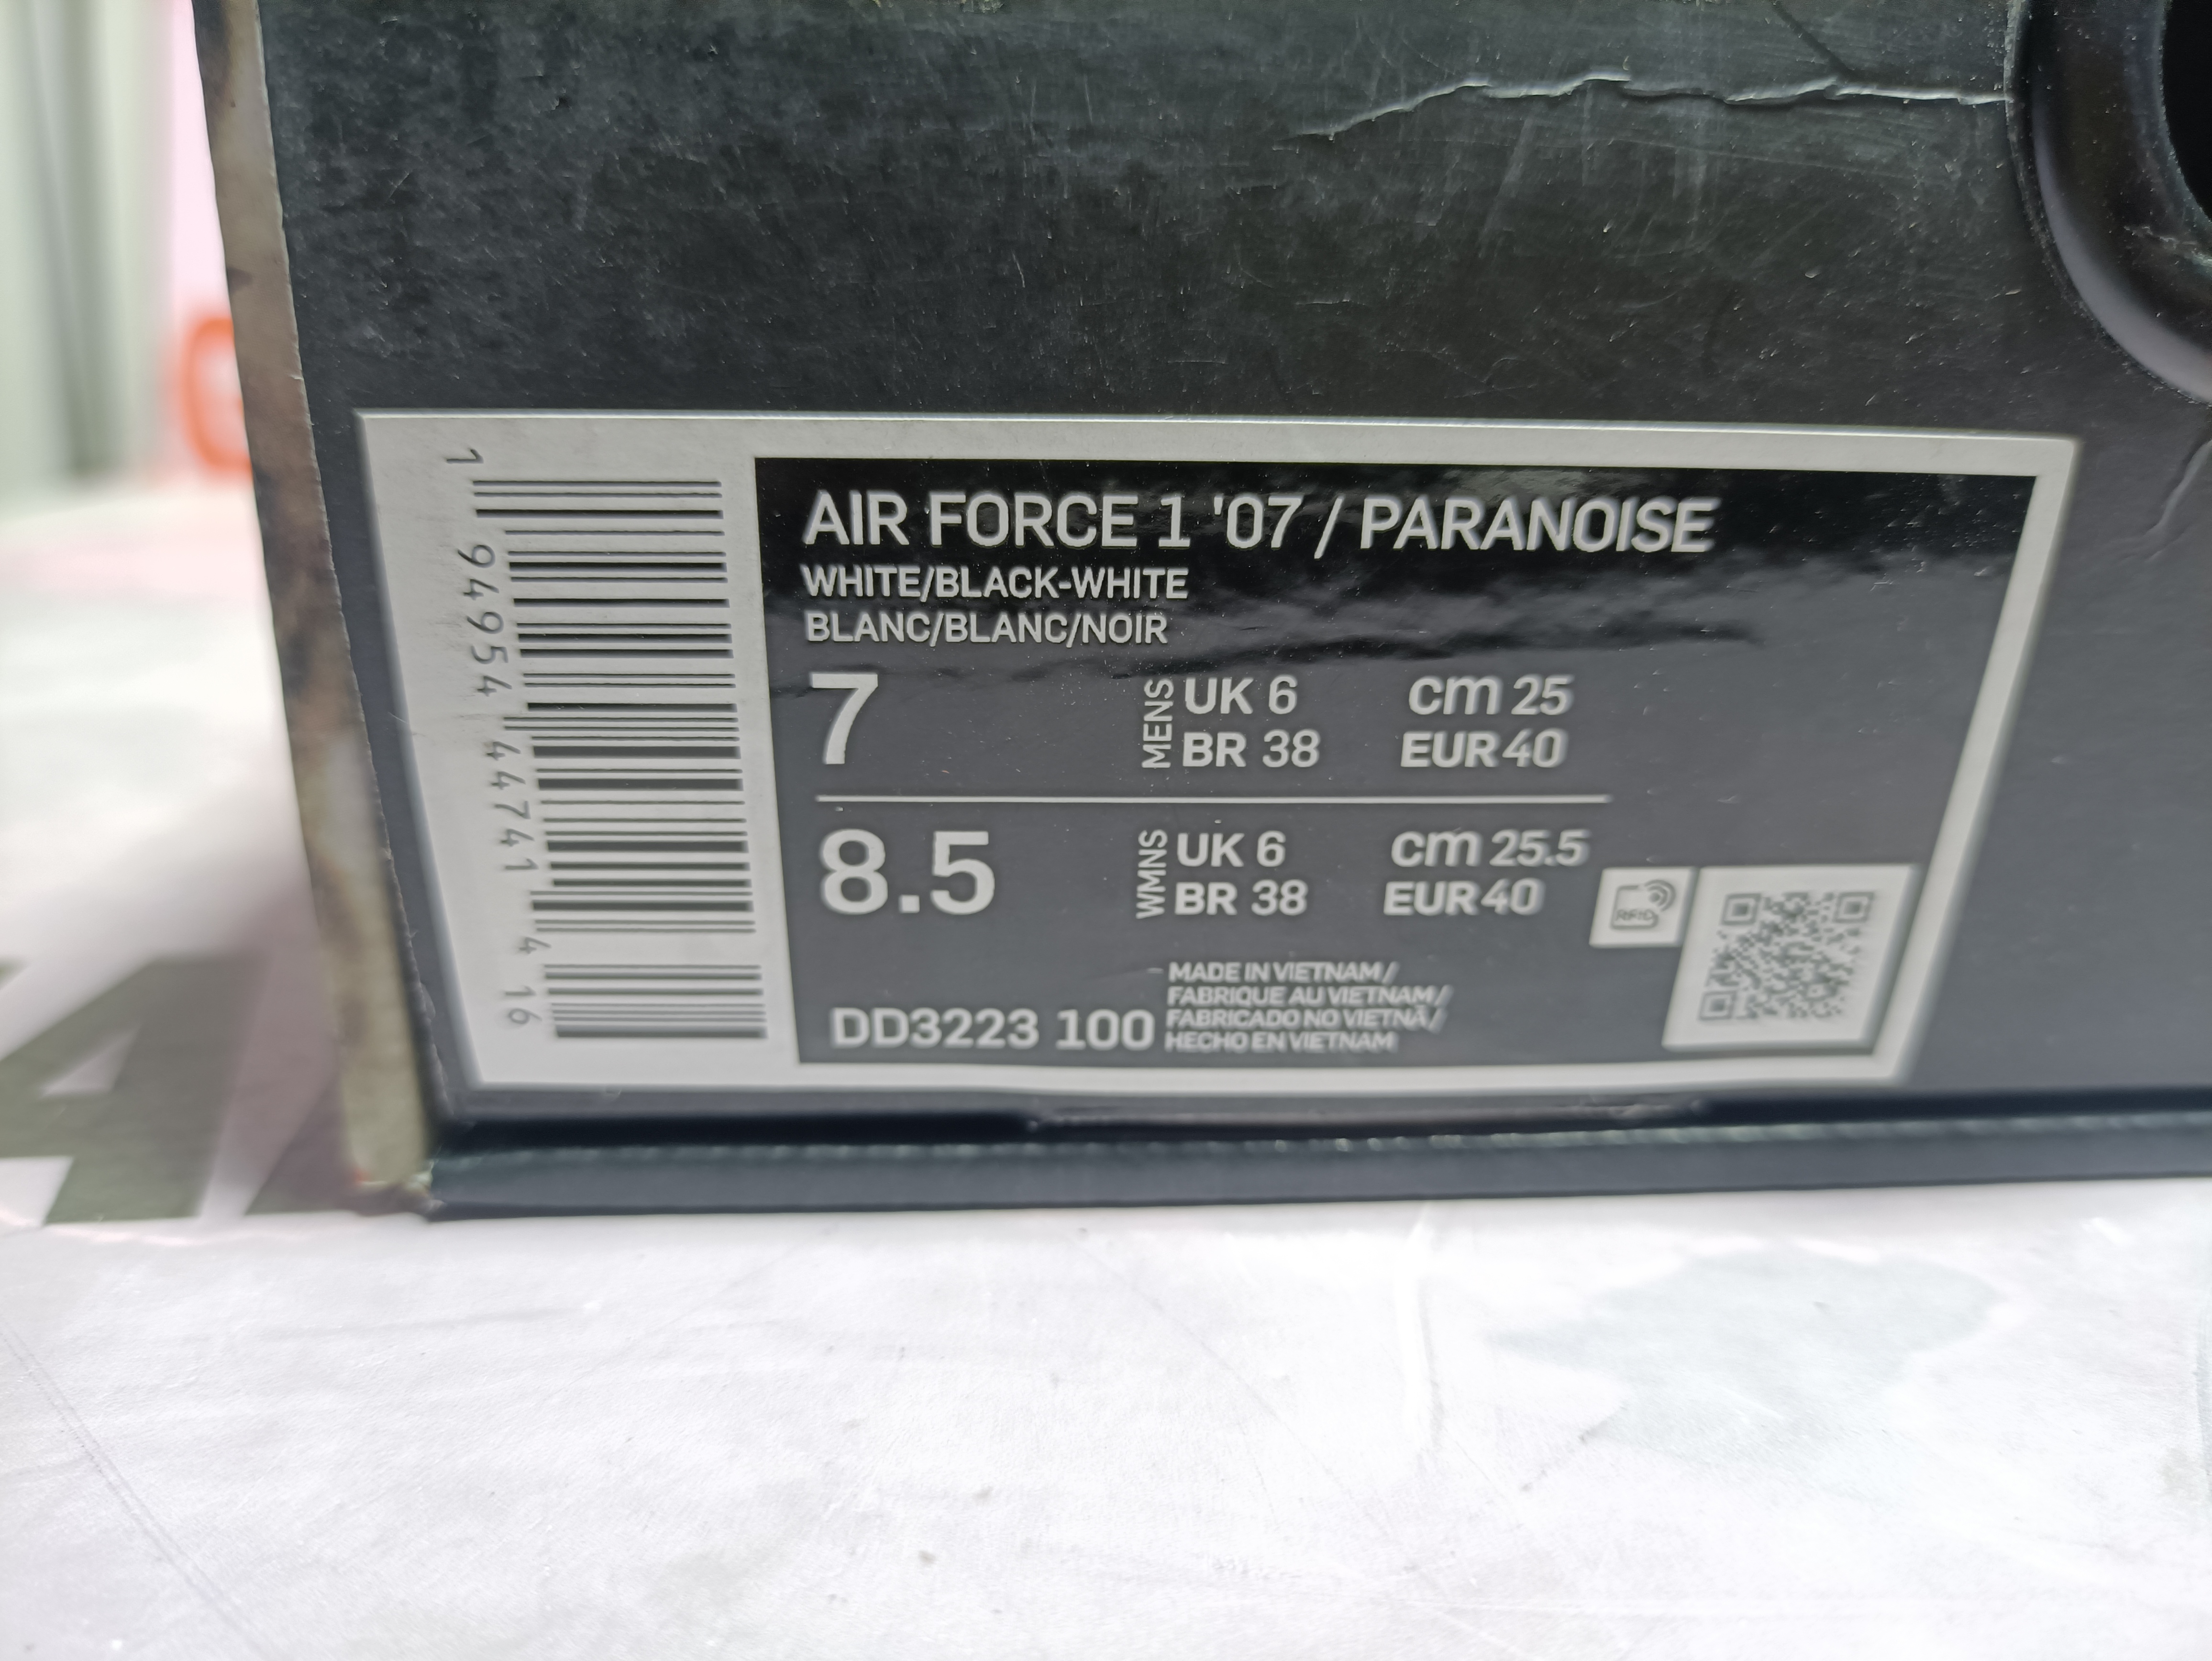 AIR FORCE 1 '07 / PARANOISE
WHITE/BLACK-WHITE
BLANC/BLANC/NOIR
7 MENS UK 6 cm 25
BR 38 EUR 40
8.5 WMNS UK 6 cm 25.5
BR 38 EUR 40
RFID
DD3223 100
MADE IN VIETNAM /
FABRIQUE AU VIETNAM /
FABRICADO NO VIETNÃ /
HECHO EN VIETNAM
1 94954 44741 4 16